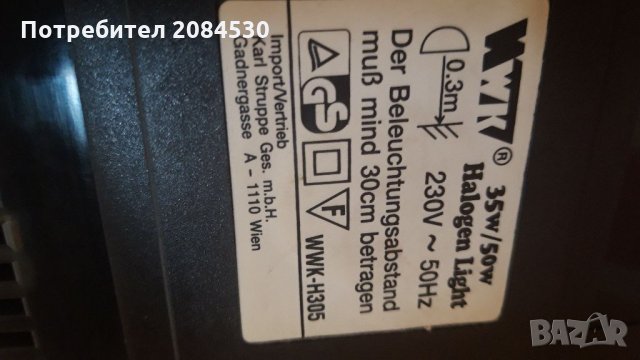 Потребител 2084530
WWK® 35w/50w
Halogen Light
0.3m 230V ~ 50Hz
Der Beleuchtungsabstand
muß mind 30cm betragen
GS F WWK-H305
Import/Vertrieb
Karl Struppe Ges. m.b.H.
Gadnergasse A - 1110 Wien
BAZAR